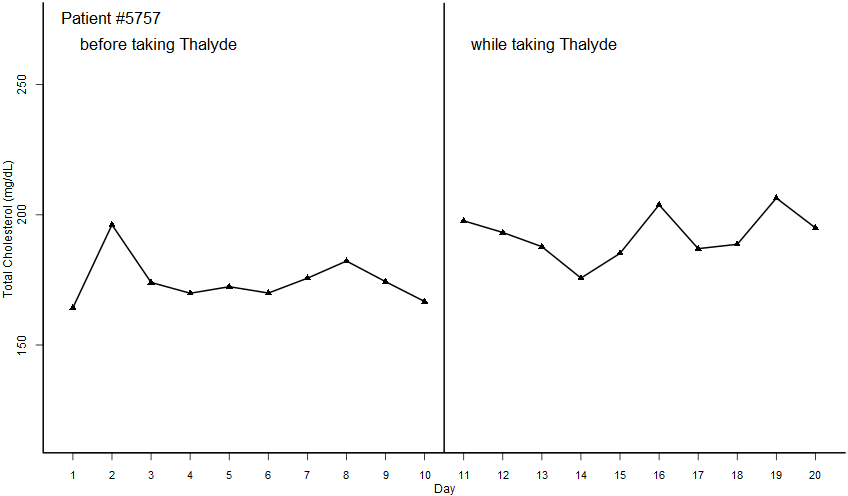 Patient #5757
before taking Thalyde
while taking Thalyde
Total Cholesterol (mg/dL)
250
200
150
1 2 3 4 5 6 7 8 9 10 11 12 13 14 15 16 17 18 19 20
Day